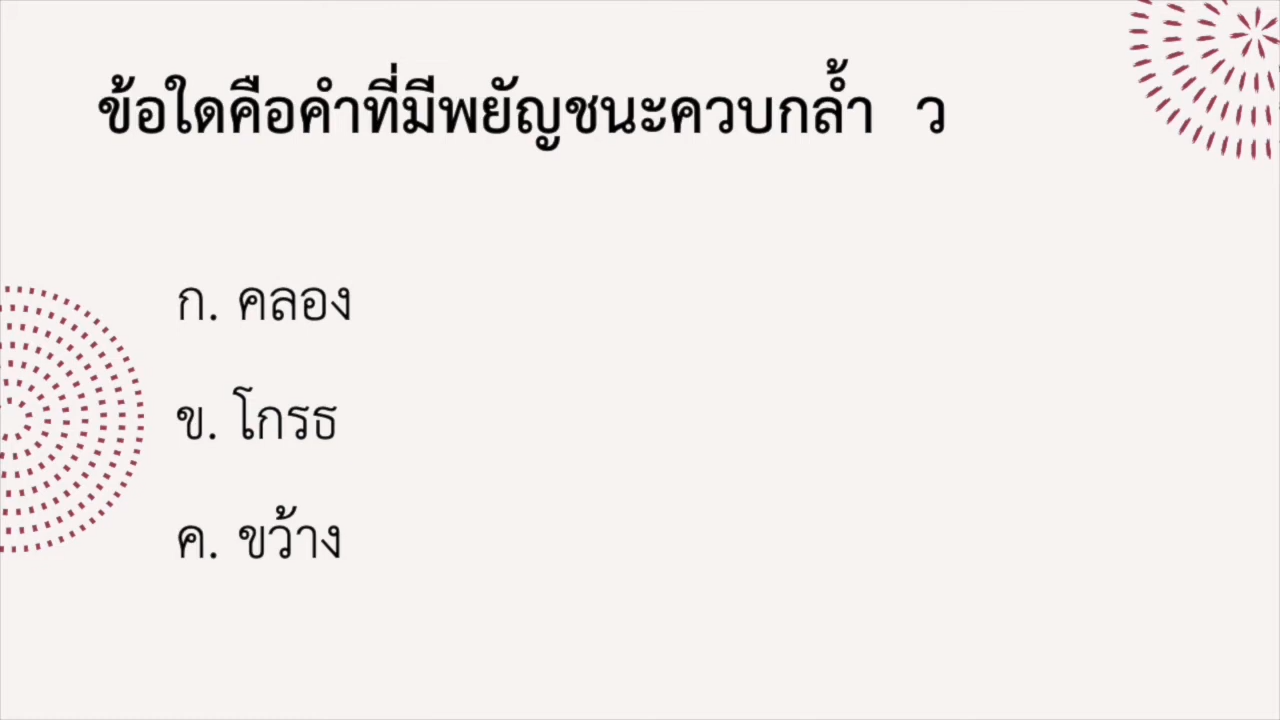 ข้อใดคือคำที่มีพยัญชนะควบกล้ำ ว
ก. คลอง
ข. โกรธ
ค. ขว้าง